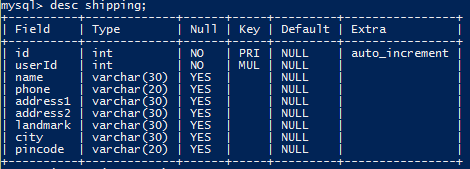 mysql> desc shipping;
+----------+-------------+------+-----+---------+----------------+
| Field    | Type        | Null | Key | Default | Extra          |
+----------+-------------+------+-----+---------+----------------+
| id       | int         | NO   | PRI | NULL    | auto_increment |
| userId   | int         | NO   | MUL | NULL    |                |
| name     | varchar(30) | YES  |     | NULL    |                |
| phone    | varchar(20) | YES  |     | NULL    |                |
| address1 | varchar(30) | YES  |     | NULL    |                |
| address2 | varchar(30) | YES  |     | NULL    |                |
| landmark | varchar(30) | YES  |     | NULL    |                |
| city     | varchar(30) | YES  |     | NULL    |                |
| pincode  | varchar(20) | YES  |     | NULL    |                |
+----------+-------------+------+-----+---------+----------------+